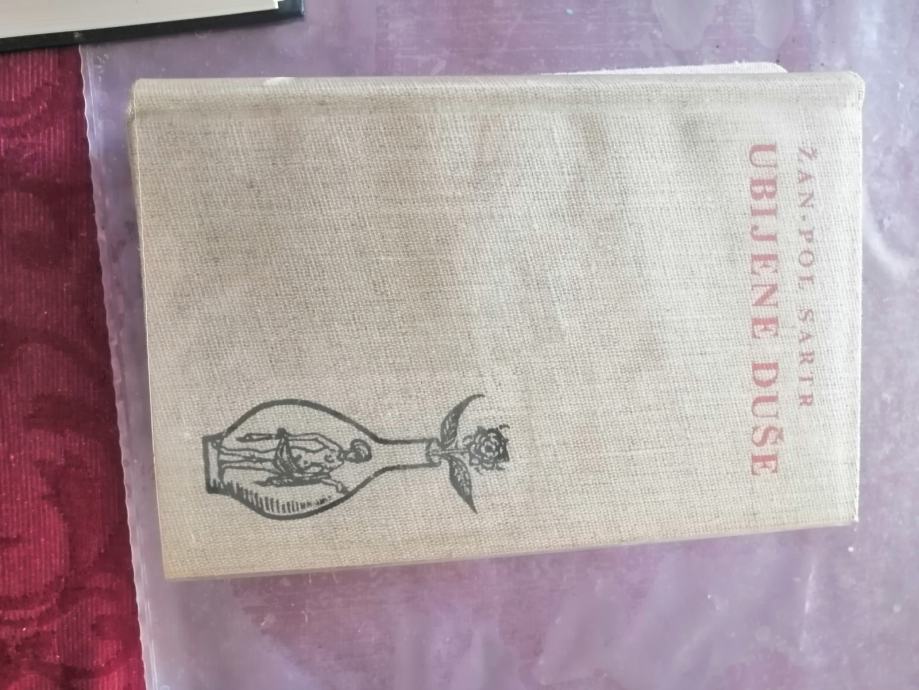 ŽAN·POL SARTR
UBIJENE DUŠE